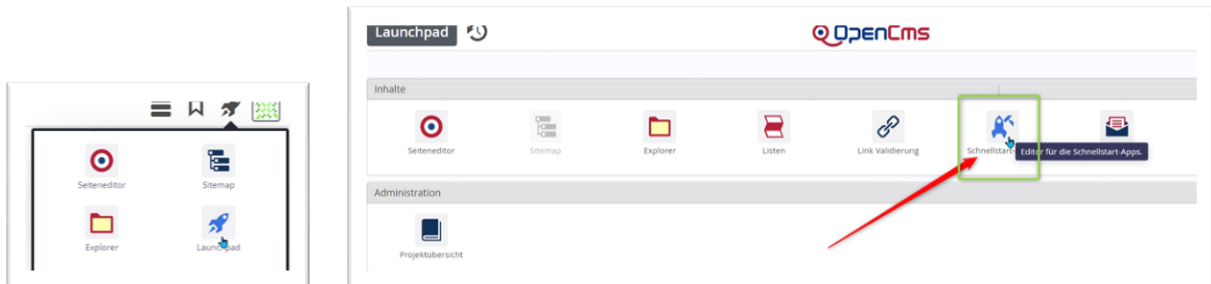 Seiteneditor
Sitemap
Explorer
Launchpad
Launchpad
OpenCms
Inhalte
Seiteneditor
Sitemap
Explorer
Listen
Link Validierung
Schnellstart-
Editor für die Schnellstart-Apps.
Administration
Projektübersicht